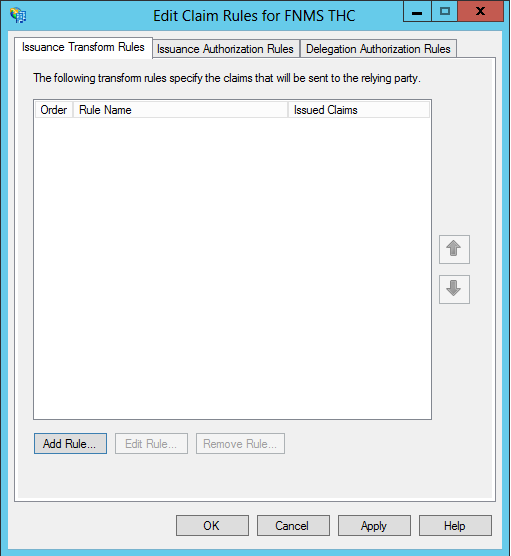 Edit Claim Rules for FNMS THC
Issuance Transform Rules Issuance Authorization Rules Delegation Authorization Rules
The following transform rules specify the claims that will be sent to the relying party.
Order Rule Name Issued Claims
Add Rule... Edit Rule... Remove Rule...
OK Cancel Apply Help